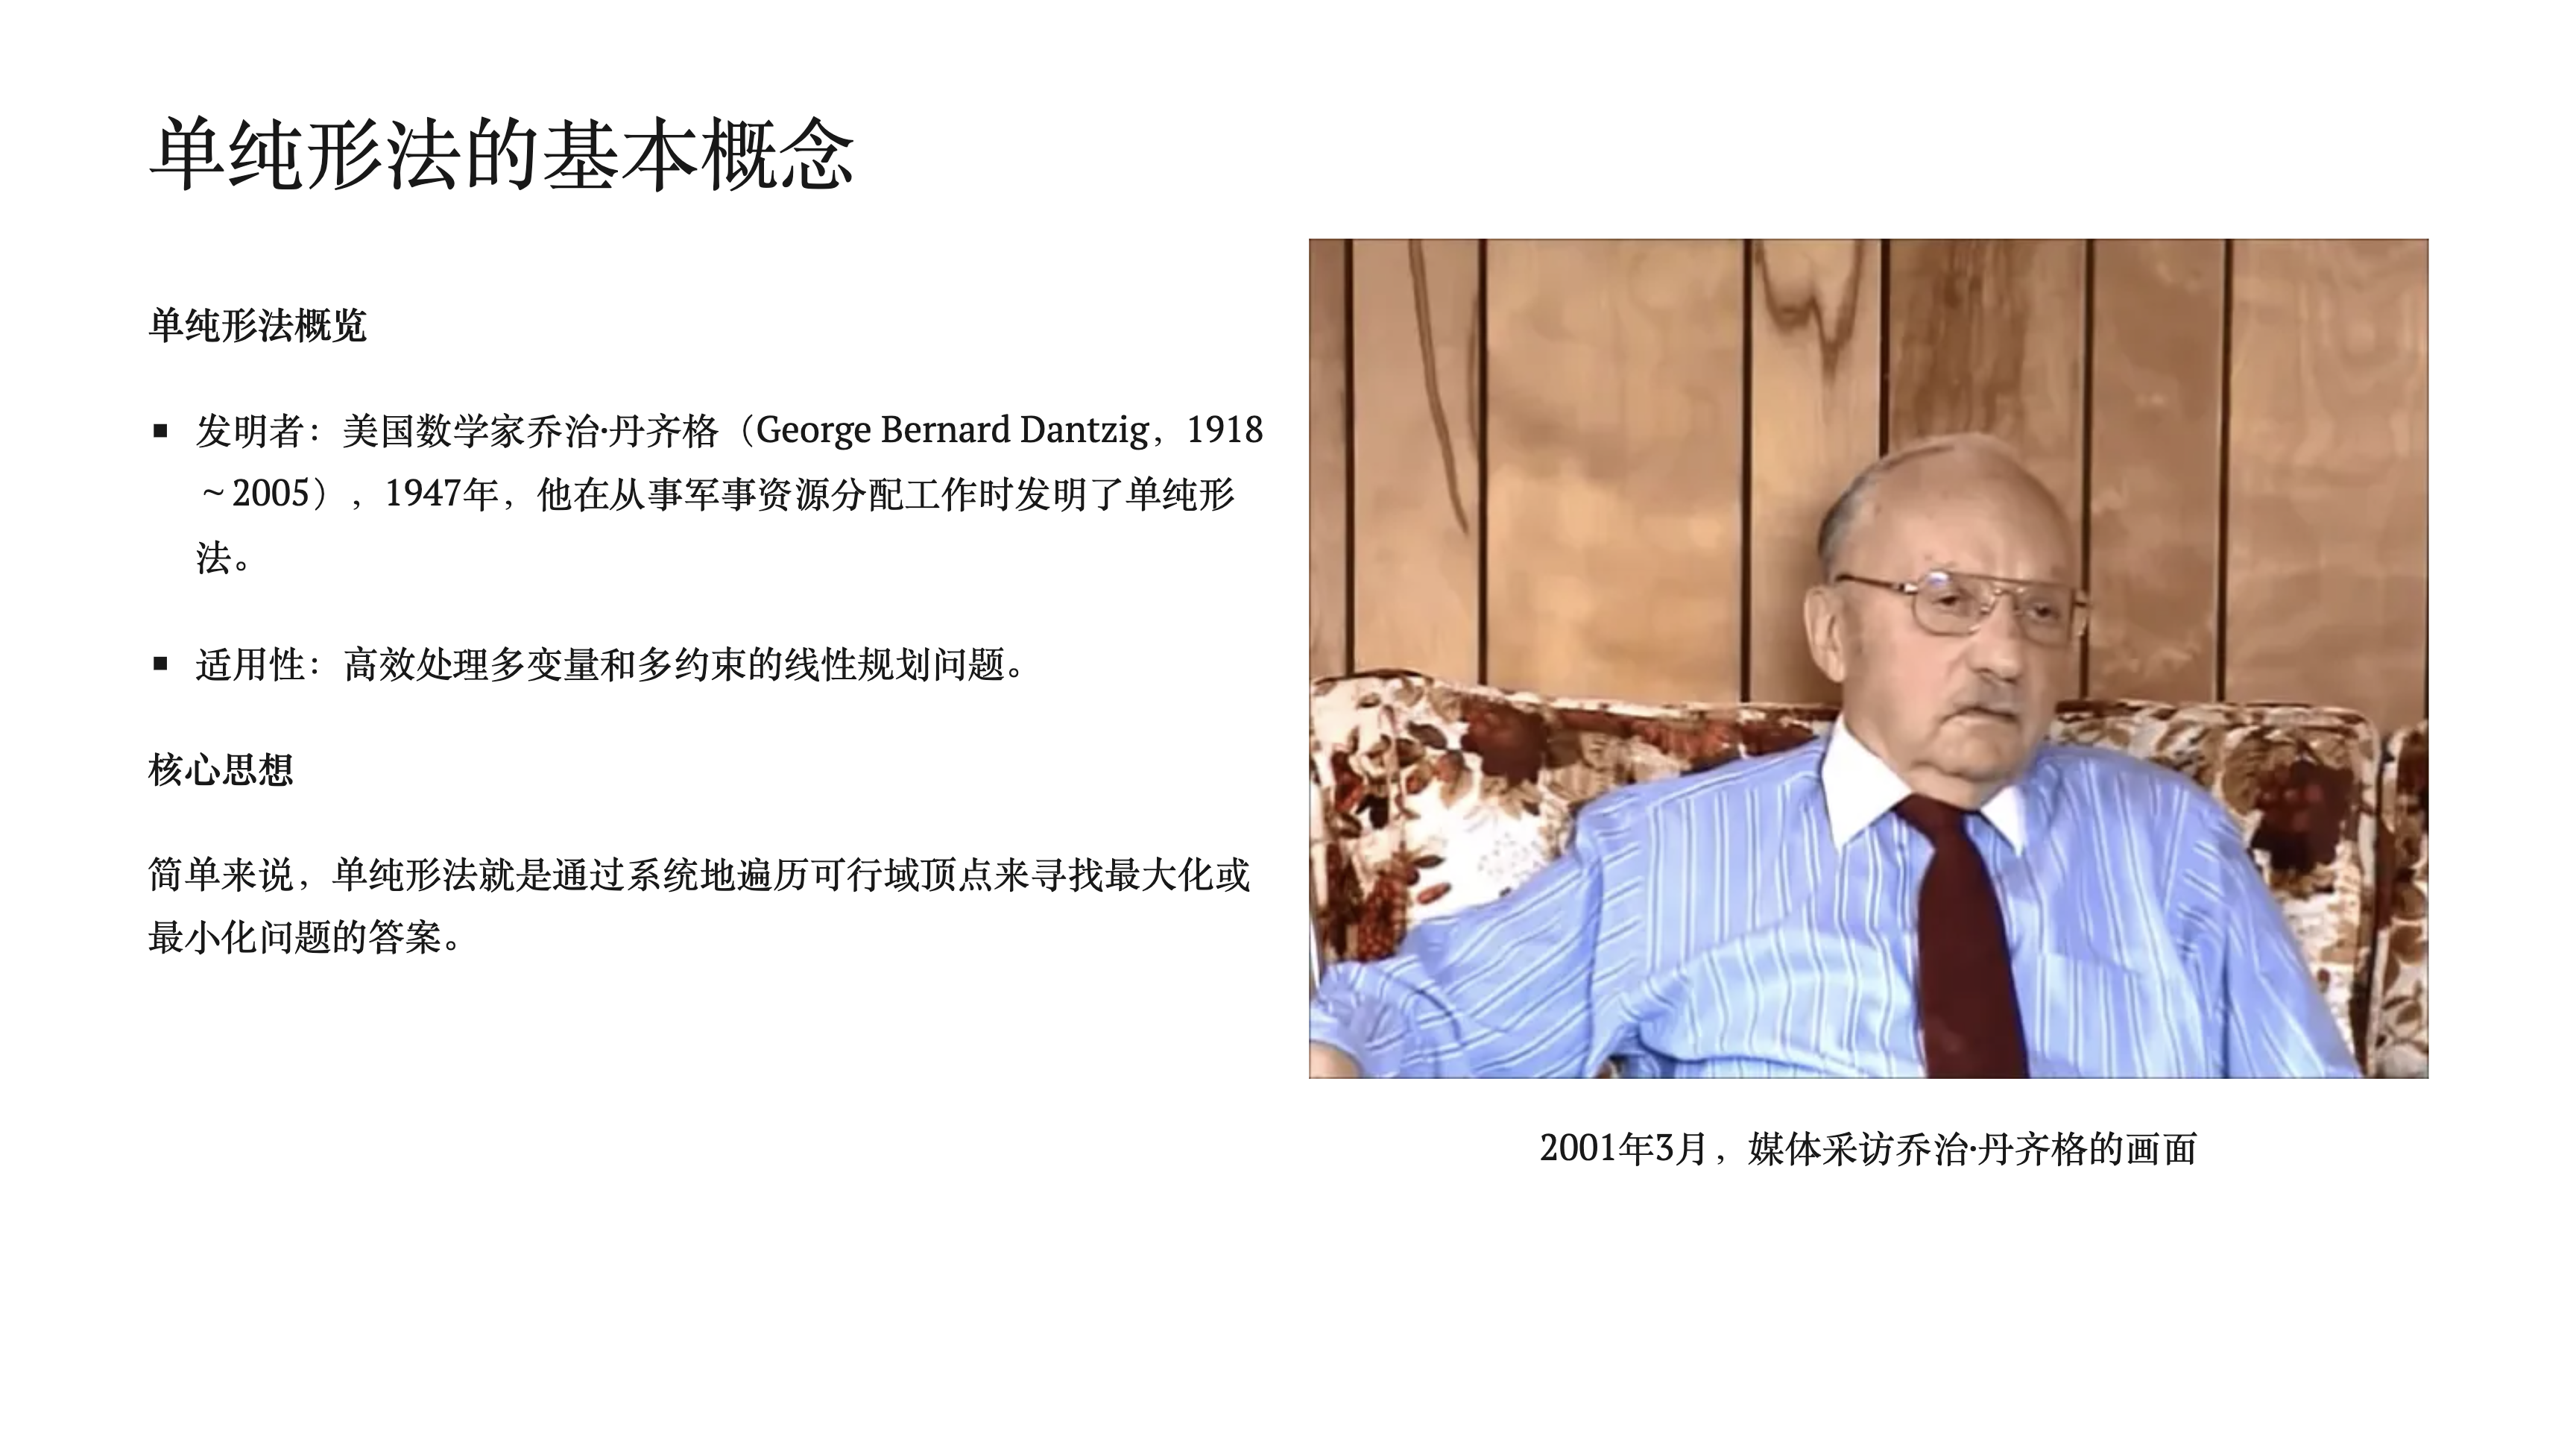 单纯形法的基本概念
单纯形法概览
▪ 发明者：美国数学家乔治·丹齐格（George Bernard Dantzig，1918
～2005），1947年，他在从事军事资源分配工作时发明了单纯形
法。
▪ 适用性：高效处理多变量和多约束的线性规划问题。
核心思想
简单来说，单纯形法就是通过系统地遍历可行域顶点来寻找最大化或
最小化问题的答案。
2001年3月，媒体采访乔治·丹齐格的画面